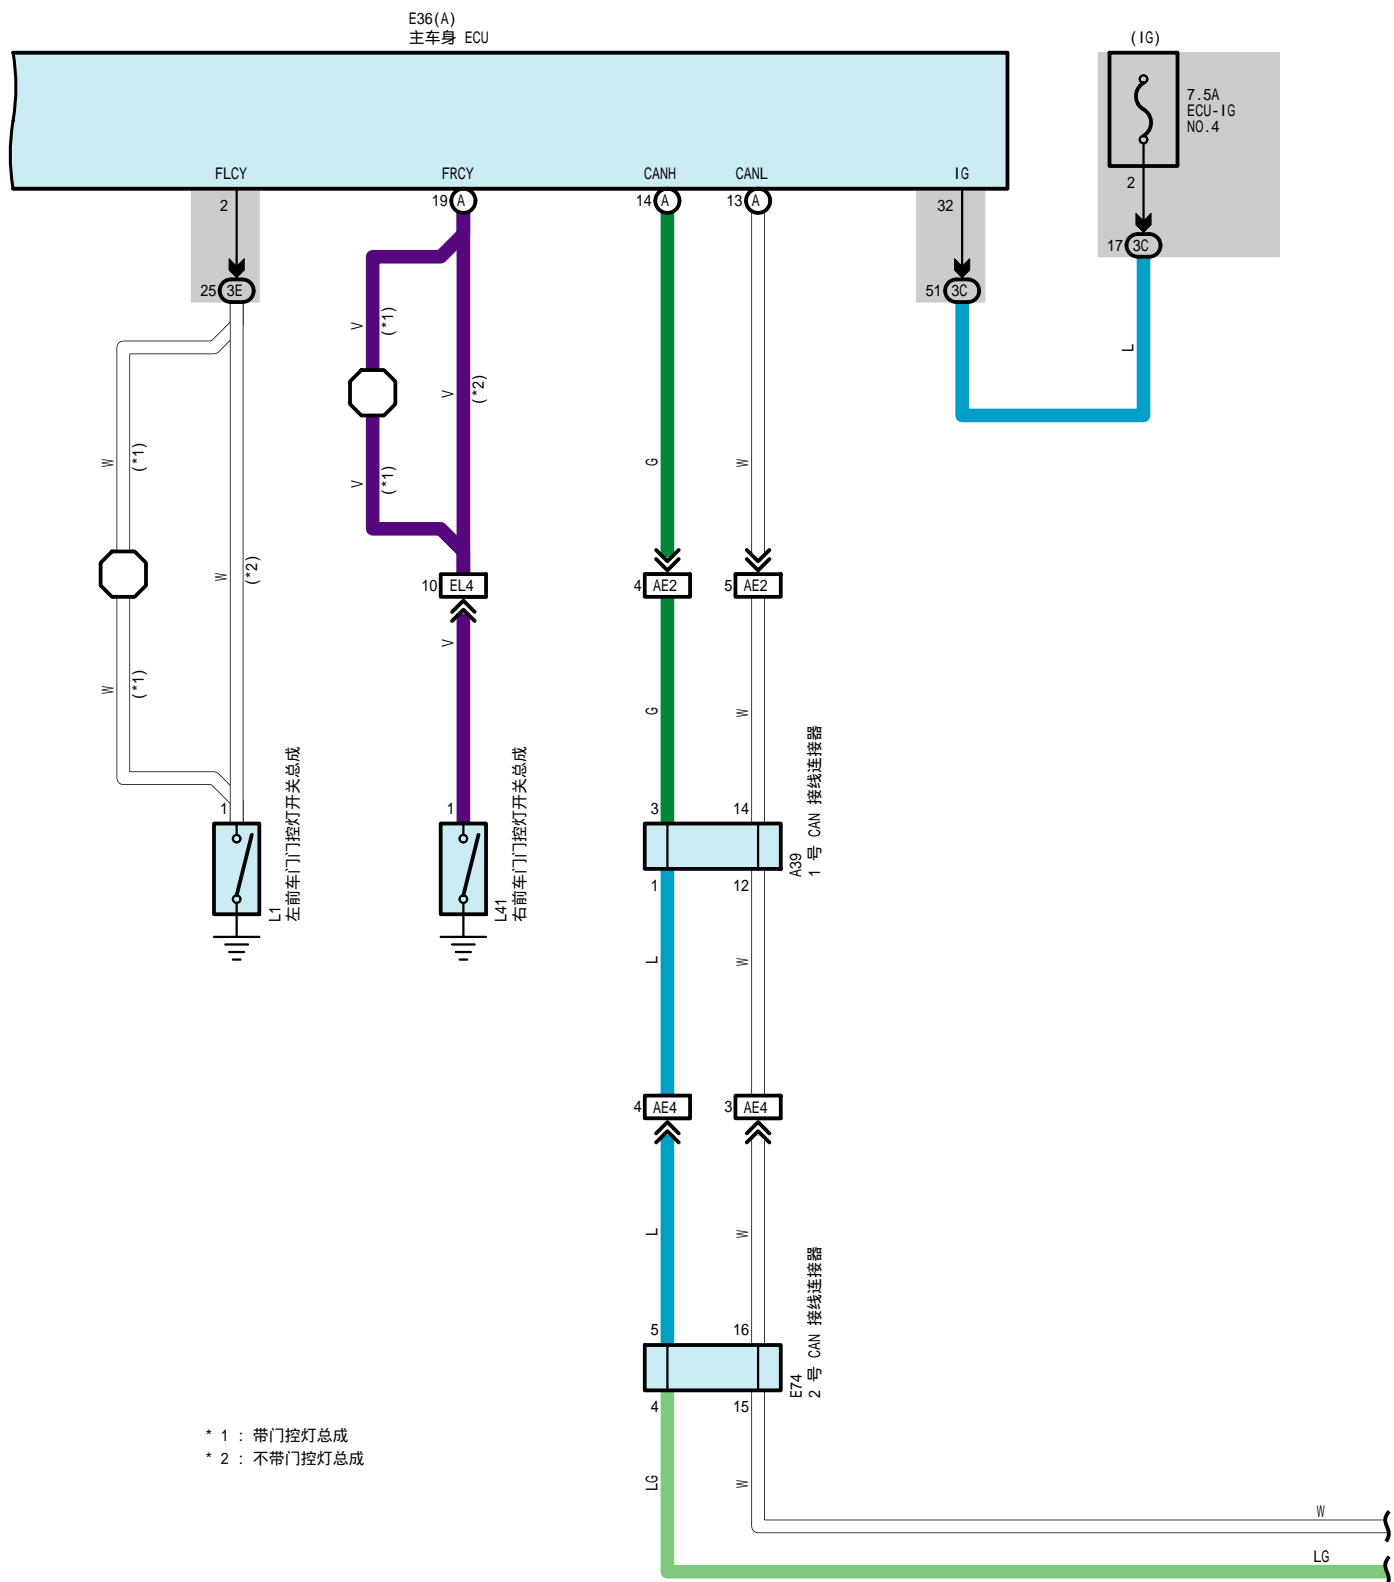 E36(A)
主车身 ECU
(IG)
7.5A
ECU-IG
NO.4
FLCY
FRCY
CANH
CANL
IG
2
19 A
14 A
13 A
32
2
17 3C
25 3E
51 3C
V
(*1)
L
V
(*2)
W
(*1)
V
(*1)
G
W
W
(*2)
10 EL4
4 AE2
5 AE2
V
W
(*1)
G
W
1
1
3
14
L1
左前车门门控灯开关总成
L41
右前车门门控灯开关总成
A39
1 号 CAN 接线连接器
1
12
L
W
4 AE4
3 AE4
L
W
5
16
E74
2 号 CAN 接线连接器
4
15
* 1 : 带门控灯总成
* 2 : 不带门控灯总成
LG
W
W
LG